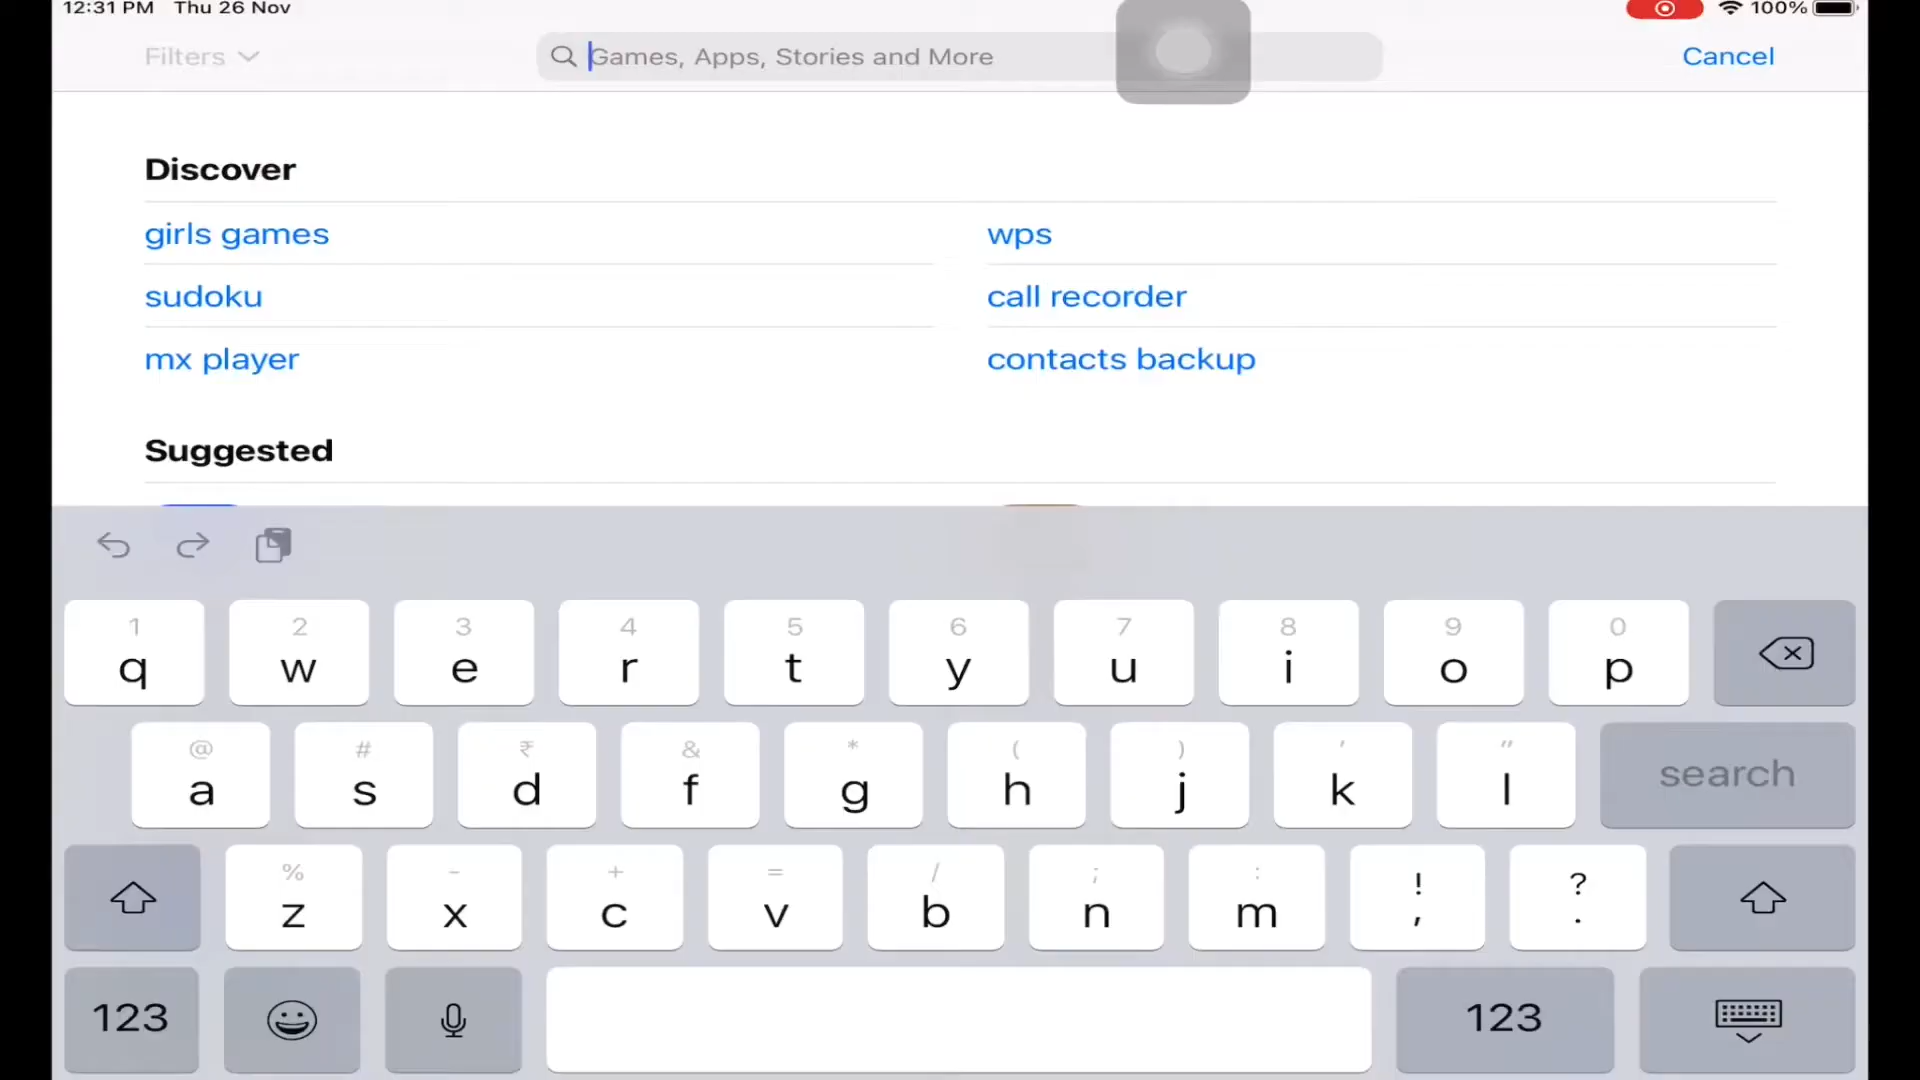 12:31 PM Thu 26 Nov 100%
Filters Games, Apps, Stories and More Cancel
Discover
girls games wps
sudoku call recorder
mx player contacts backup
Suggested
1 2 3 4 5 6 7 8 9 0
q w e r t y u i o p
@ # ₹ & * ( ) ' "
a s d f g h j k l search
% - + = / ; : ! ?
z x c v b n m , .
123 123